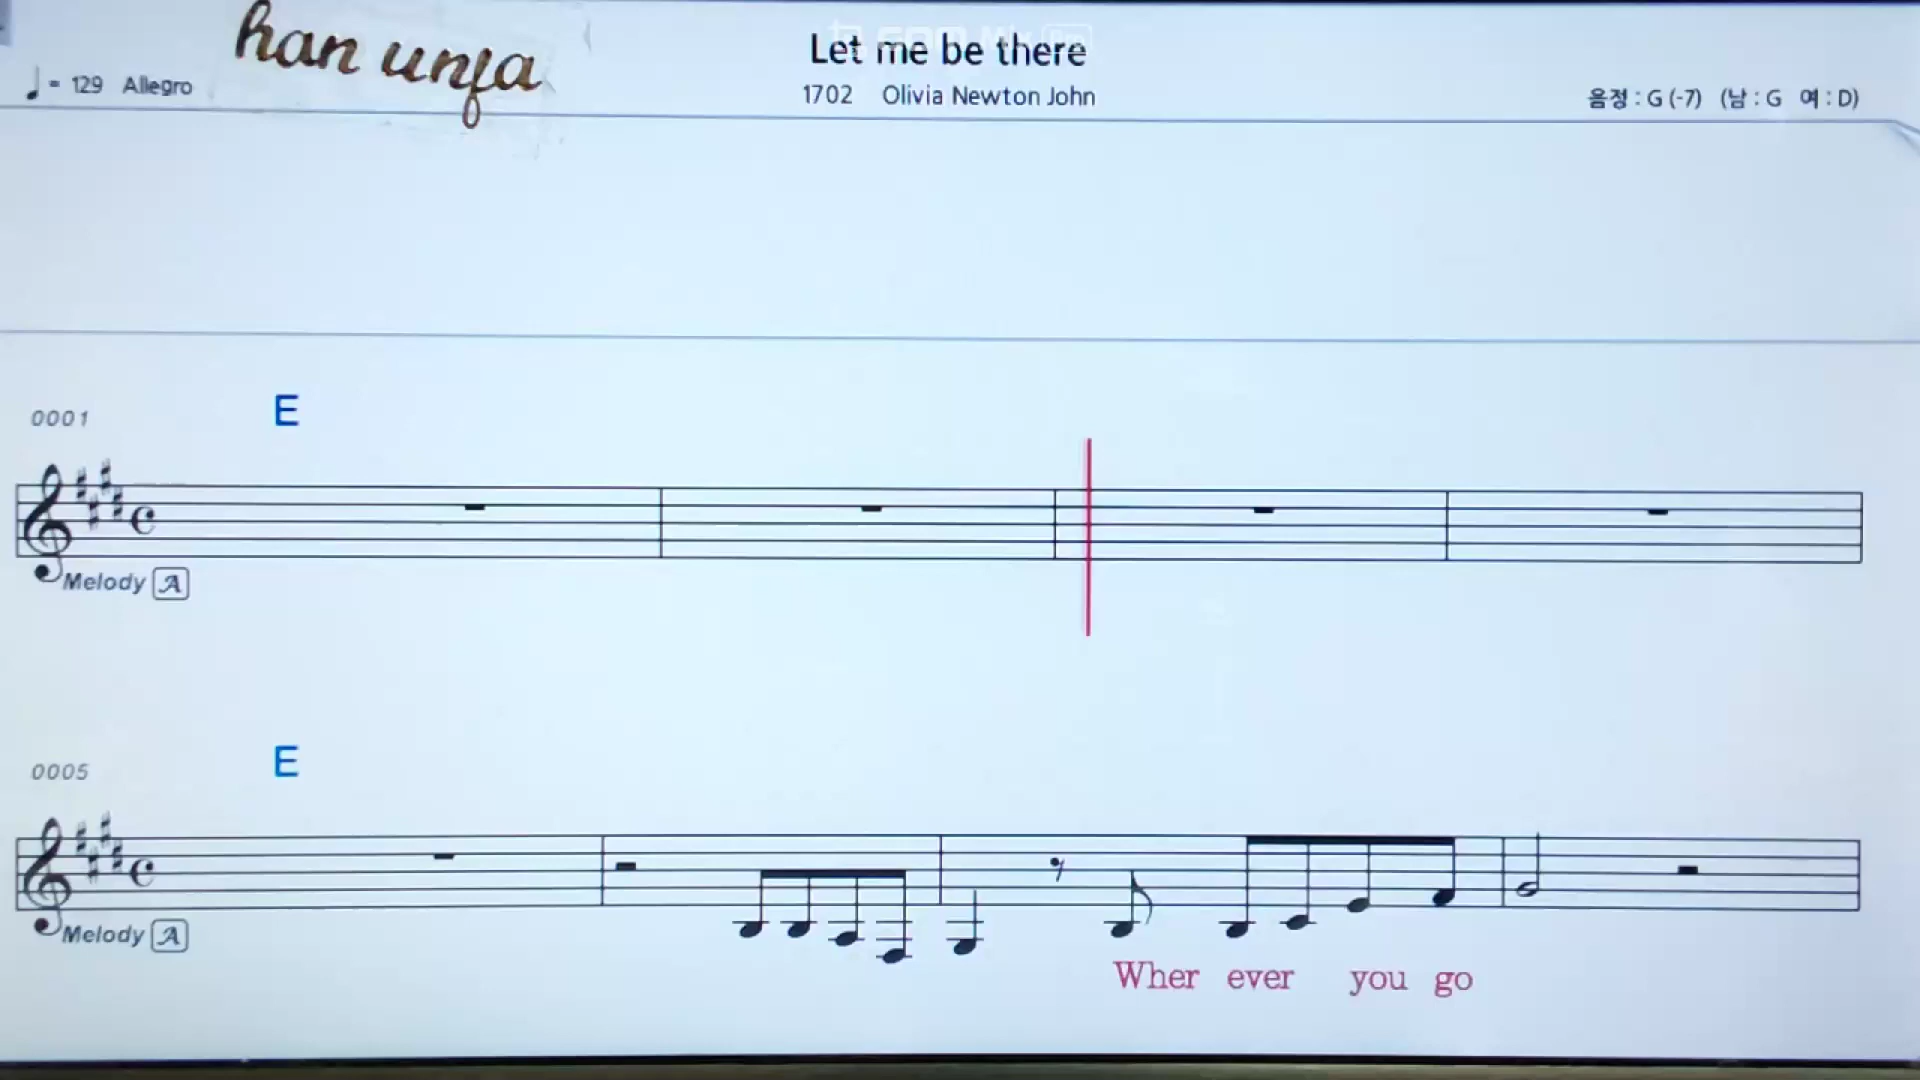 han unja
Let me be there
♩ = 129 Allegro
1702 Olivia Newton John
음정 : G (-7) (남 : G 여 : D)
0001
E
Melody A
0005
E
Melody A
Wher ever you go